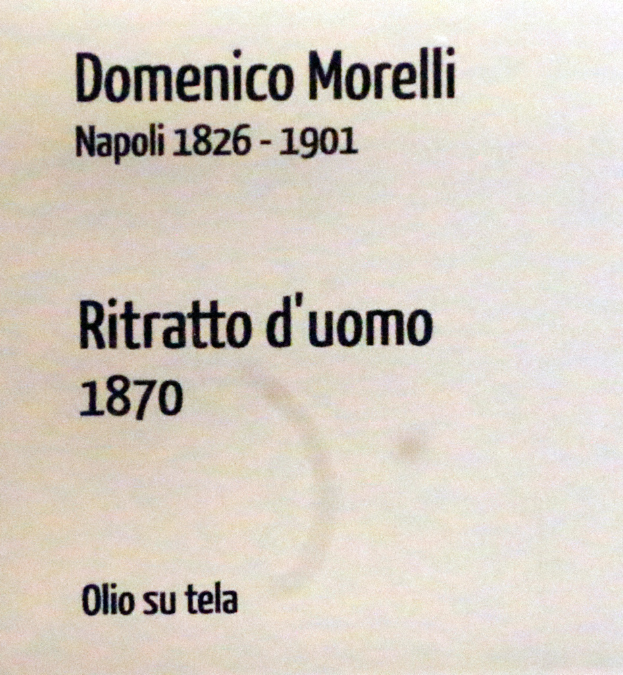 Domenico Morelli
Napoli 1826 - 1901
Ritratto d'uomo
1870
Olio su tela